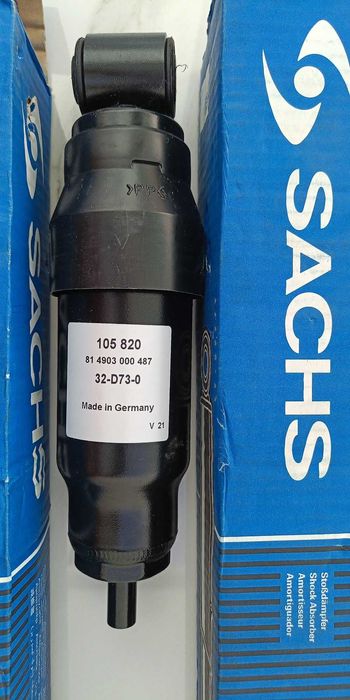 SACHS
105 820
81 4903 000 487
32-D73-0
Made in Germany
V 21
SACHS
Stoßdämpfer
Shock Absorber
Amortisseur
Amortiguador